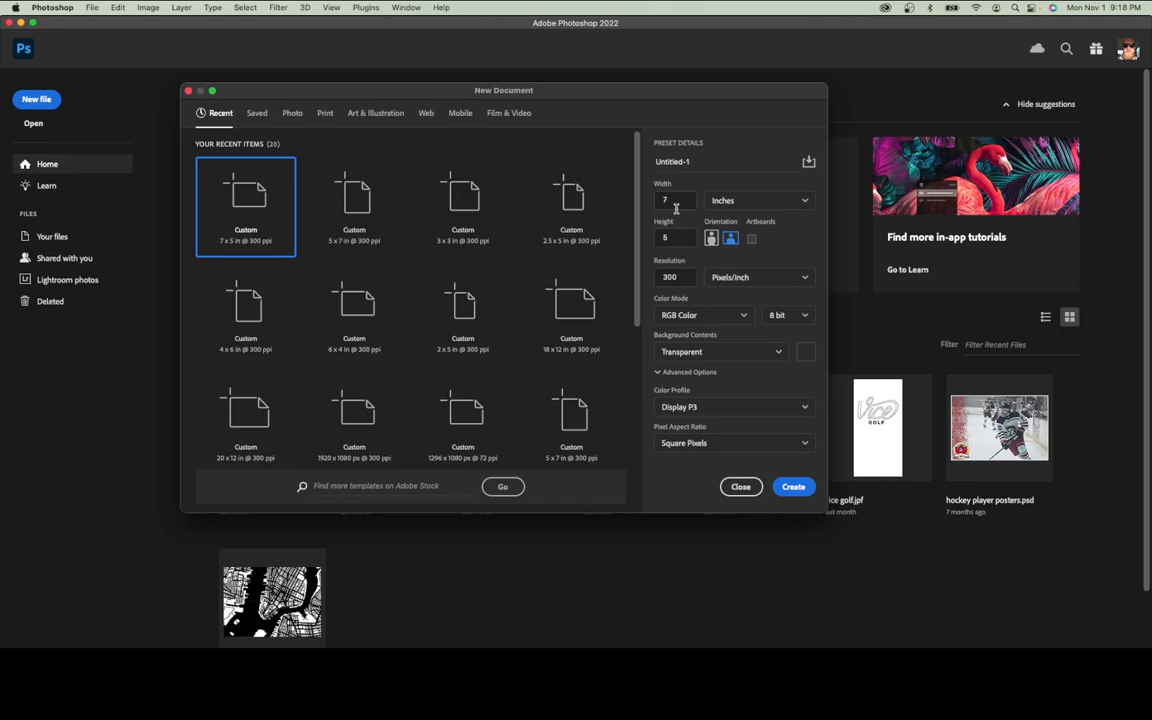 Photoshop File Edit Image Layer Type Select Filter 3D View Plugins Window Help Mon Nov 1 9:18 PM
Adobe Photoshop 2022
Ps
New file
Open
Home
Learn
FILES
Your files
Shared with you
Lr Lightroom photos
Deleted
Hide suggestions
Find more in-app tutorials
Go to Learn
Filter Filter Recent Files
New Document
Recent Saved Photo Print Art & Illustration Web Mobile Film & Video
YOUR RECENT ITEMS (20)
Custom Custom Custom Custom
7 x 5 in @ 300 ppi 5 x 7 in @ 300 ppi 3 x 3 in @ 300 ppi 2.5 x 5 in @ 300 ppi
Custom Custom Custom Custom
4 x 6 in @ 300 ppi 6 x 4 in @ 300 ppi 2 x 5 in @ 300 ppi 18 x 12 in @ 300 ppi
Custom Custom Custom Custom
20 x 12 in @ 300 ppi 1920 x 1080 px @ 300 ppi 1296 x 1080 px @ 72 ppi 5 x 7 in @ 300 ppi
Find more templates on Adobe Stock Go
PRESET DETAILS
Untitled-1
Width
7 Inches
Height Orientation Artboards
5
Resolution
300 Pixels/Inch
Color Mode
RGB Color 8 bit
Background Contents
Transparent
Advanced Options
Color Profile
Display P3
Pixel Aspect Ratio
Square Pixels
Close Create
Vice
GOLF
ice golf.jpf
last month
hockey player posters.psd
7 months ago